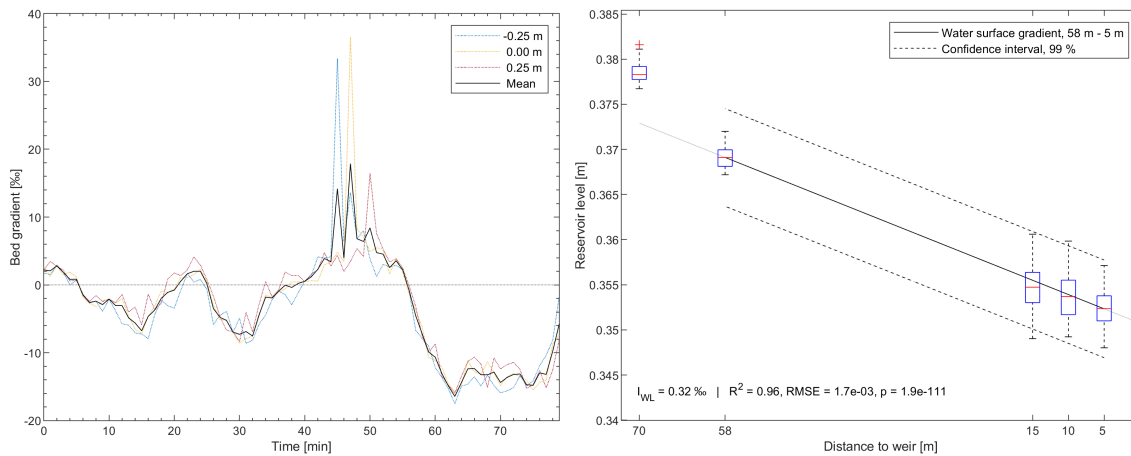 40
30
20
10
0
-10
-20
0
10
20
30
40
50
60
70
Time [min]
Bed gradient [‰]
-0.25 m
0.00 m
0.25 m
Mean
0.385
0.38
0.375
0.37
0.365
0.36
0.355
0.35
0.345
0.34
70
58
15
10
5
Distance to weir [m]
Reservoir level [m]
Water surface gradient, 58 m - 5 m
Confidence interval, 99 %
I_WL = 0.32 ‰ | R² = 0.96, RMSE = 1.7e-03, p = 1.9e-111